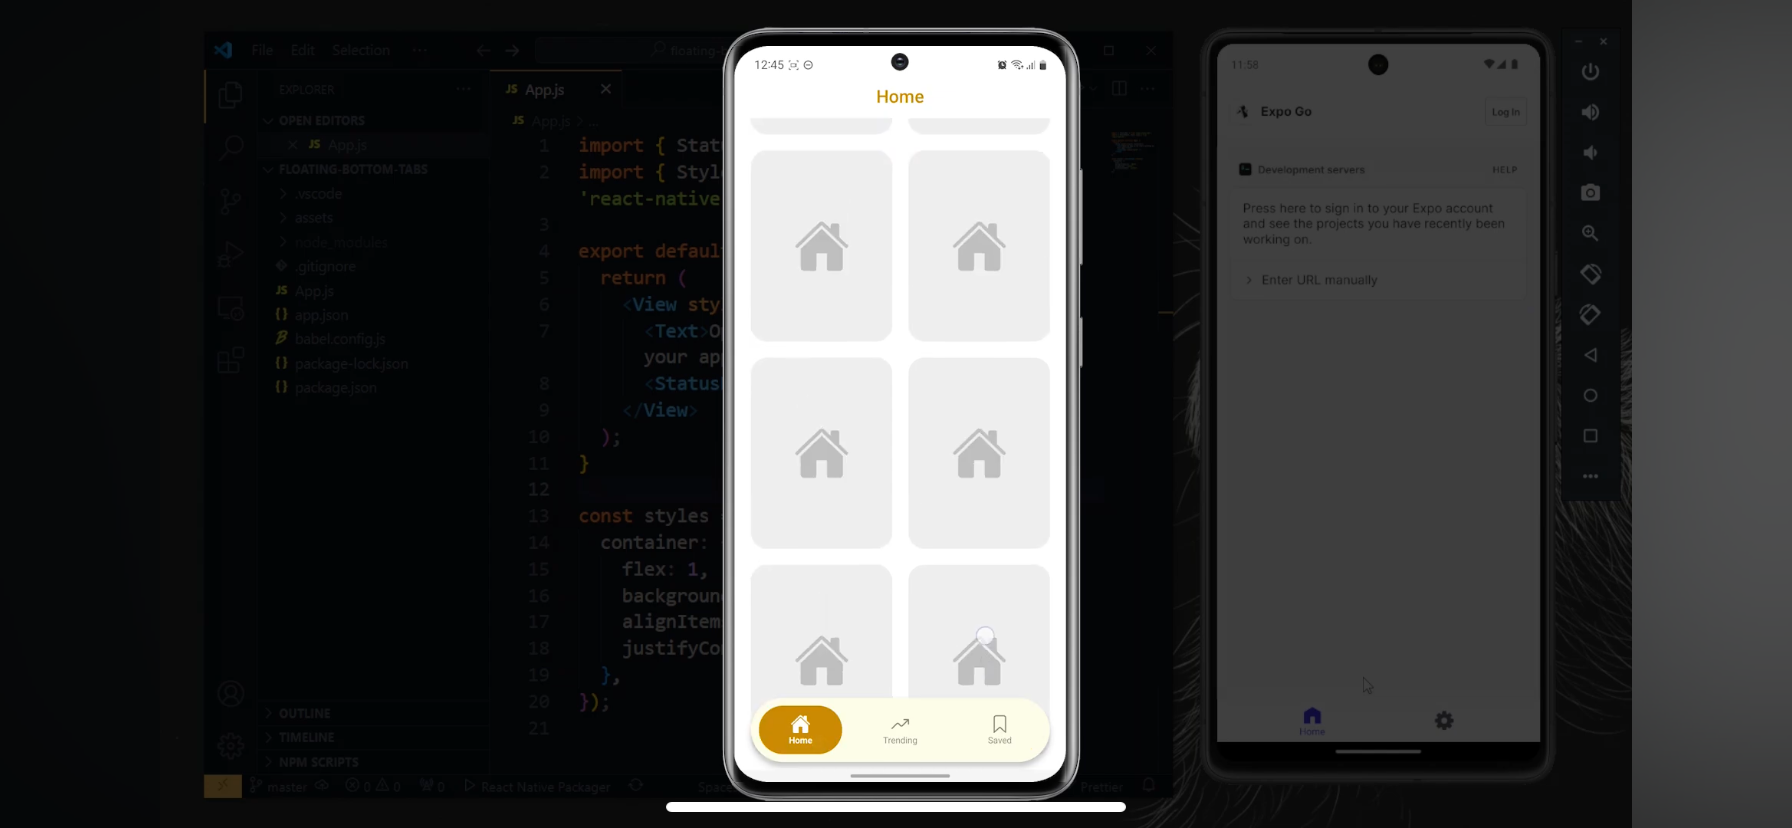 File Edit Selection ···
floating-
EXPLORER ···
OPEN EDITORS
JS App.js
FLOATING-BOTTOM-TABS
.vscode
assets
node_modules
.gitignore
JS App.js
{} app.json
babel.config.js
{} package-lock.json
{} package.json
OUTLINE
TIMELINE
NPM SCRIPTS
master 0 0 0 React Native Packager
Spaces
Prettier
JS App.js
JS App.js > ...
1 import { Stat
2 import { Styl
'react-native
3
4 export defaul
5 return (
6 <View sty
7 <Text>O
your ap
8 <Status
9 </View>
10 );
11 }
12
13 const styles
14 container:
15 flex: 1,
16 backgroun
17 alignItem
18 justifyCo
19 },
20 });
21
12:45
Home
Home
Trending
Saved
11:58
Expo Go
Log In
Development servers
HELP
Press here to sign in to your Expo account
and see the projects you have recently been
working on.
Enter URL manually
Home